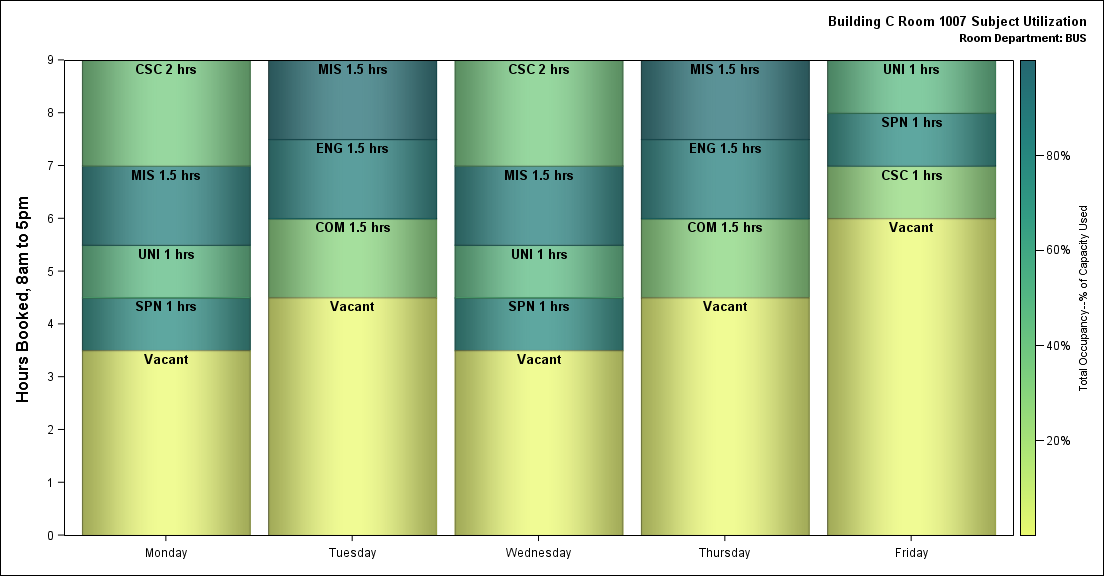 Building C Room 1007 Subject Utilization
Room Department: BUS
Hours Booked, 8am to 5pm
9
8
7
6
5
4
3
2
1
0
CSC 2 hrs
MIS 1.5 hrs
UNI 1 hrs
SPN 1 hrs
Vacant
MIS 1.5 hrs
ENG 1.5 hrs
COM 1.5 hrs
Vacant
CSC 2 hrs
MIS 1.5 hrs
UNI 1 hrs
SPN 1 hrs
Vacant
MIS 1.5 hrs
ENG 1.5 hrs
COM 1.5 hrs
Vacant
UNI 1 hrs
SPN 1 hrs
CSC 1 hrs
Vacant
Monday
Tuesday
Wednesday
Thursday
Friday
80%
60%
40%
20%
Total Occupancy--% of Capacity Used